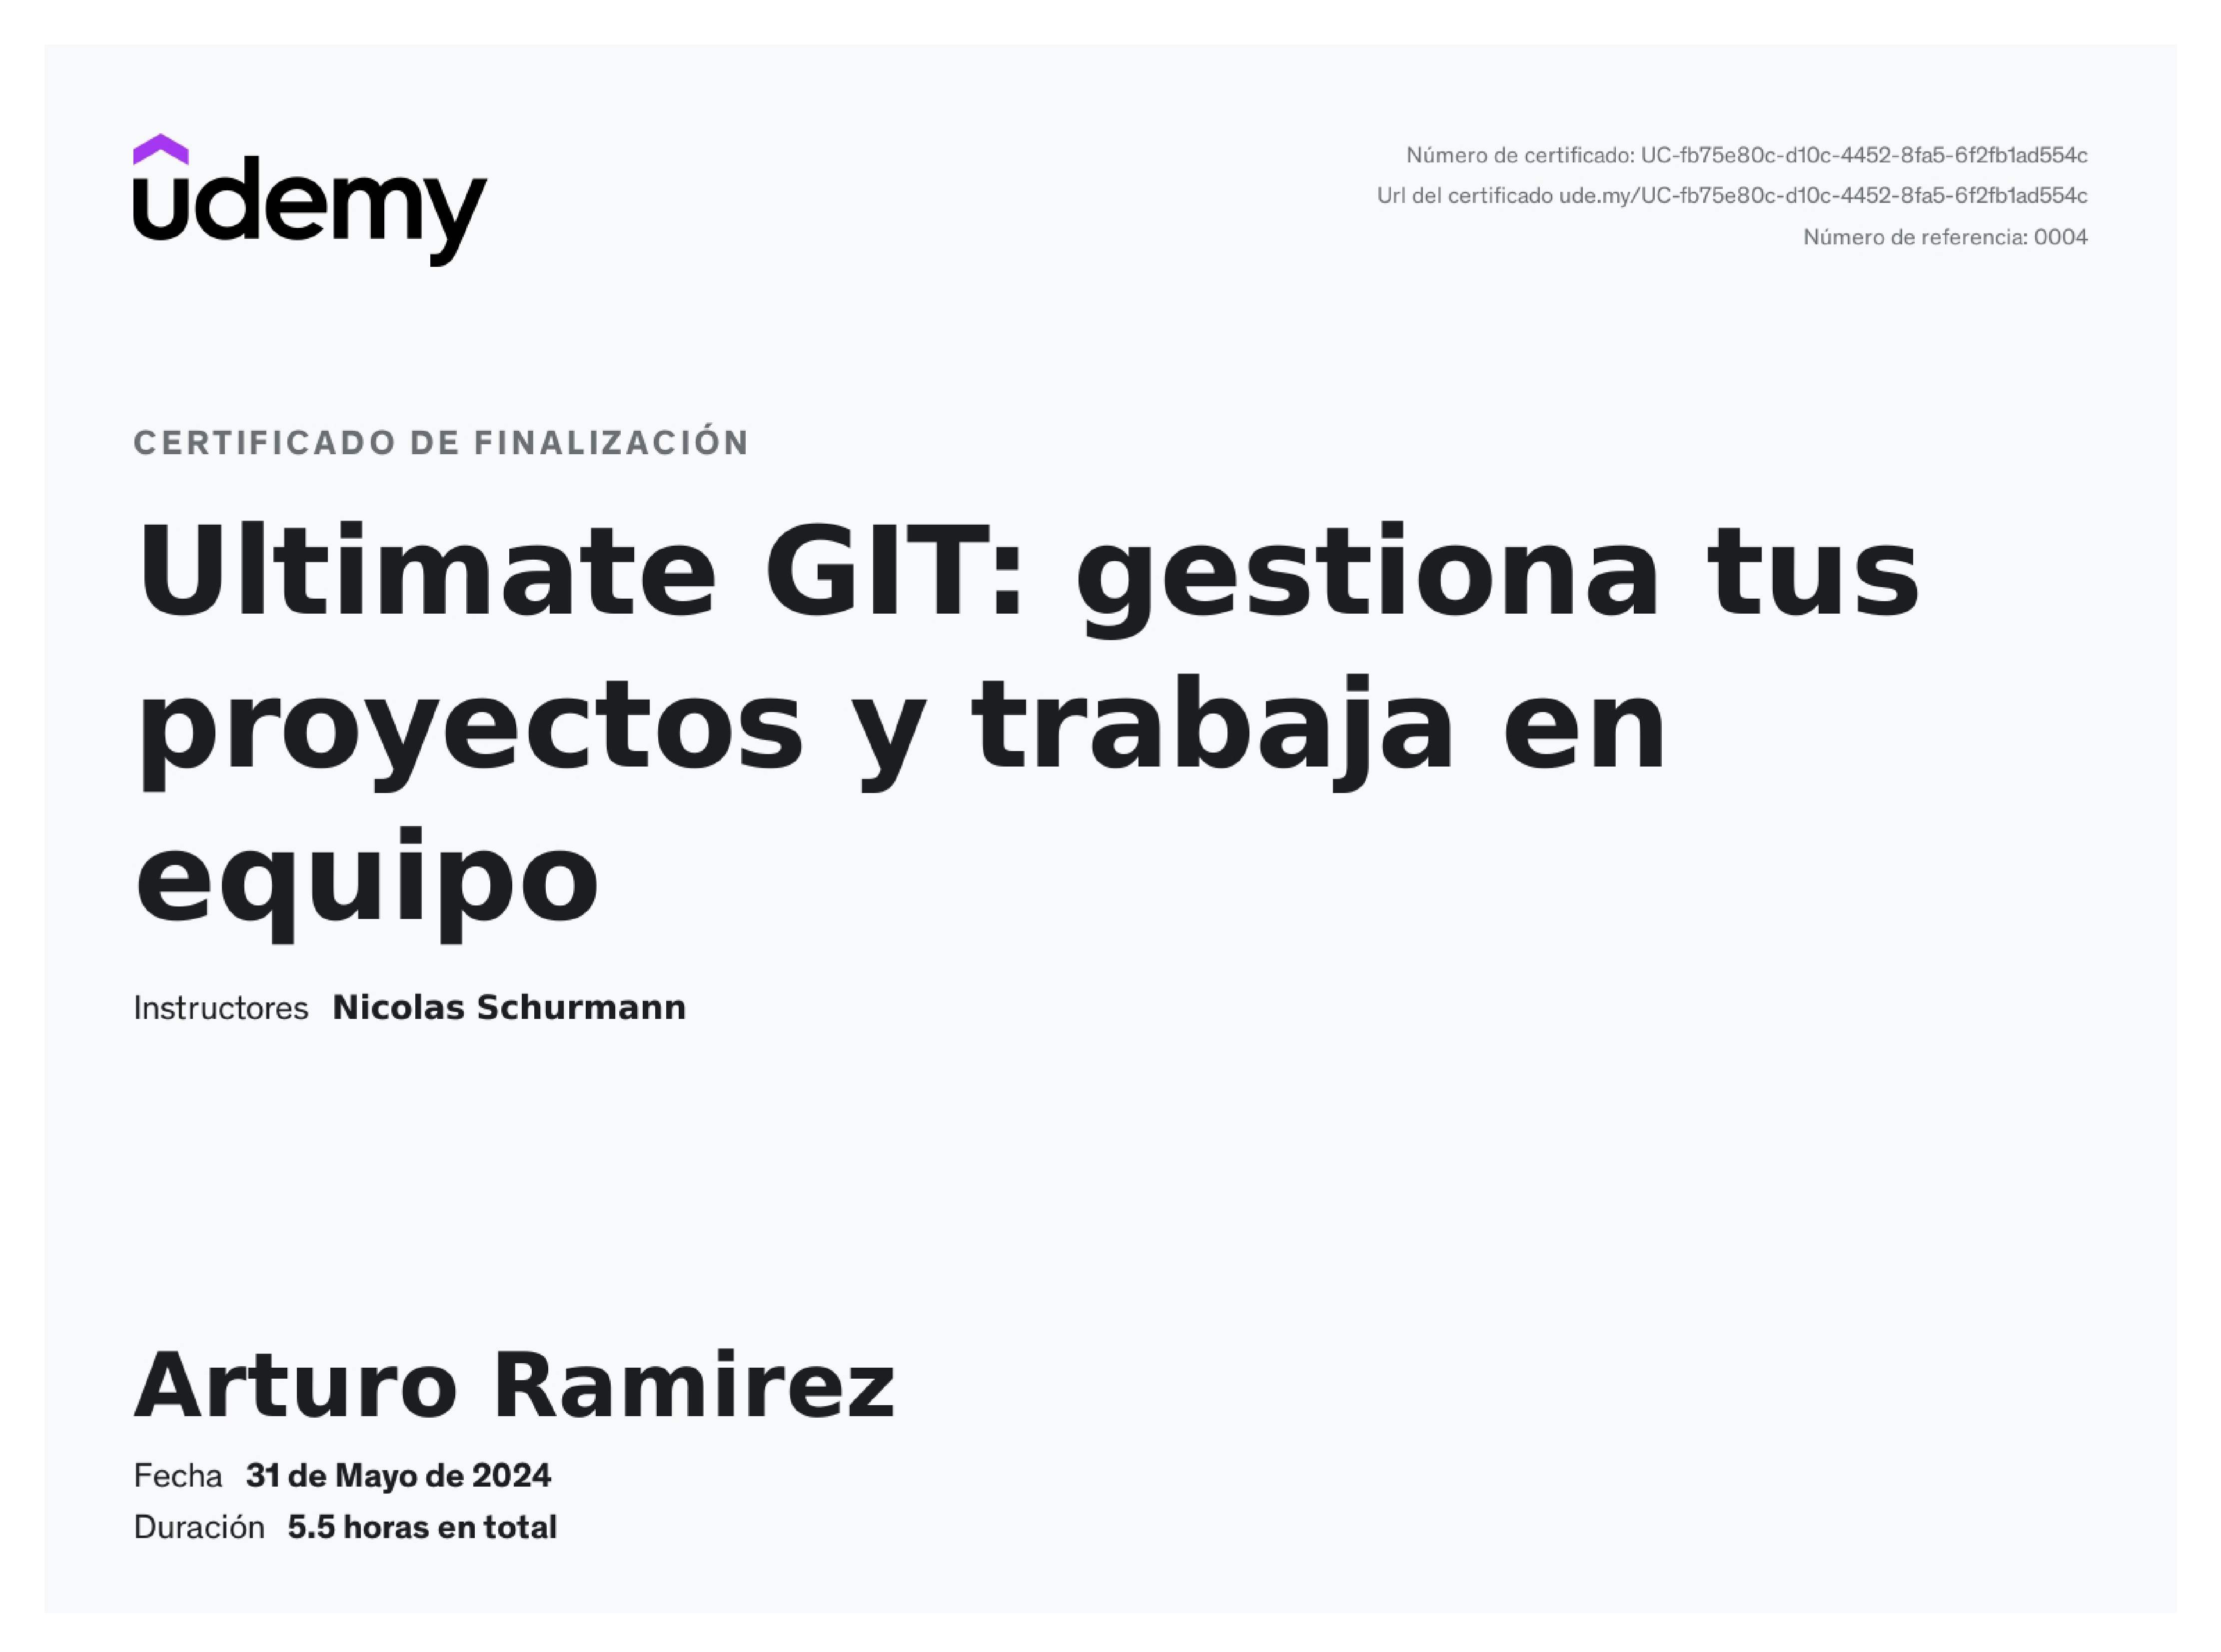 udemy
Número de certificado: UC-fb75e80c-d10c-4452-8fa5-6f2fb1ad554c
Url del certificado ude.my/UC-fb75e80c-d10c-4452-8fa5-6f2fb1ad554c
Número de referencia: 0004
CERTIFICADO DE FINALIZACIÓN
Ultimate GIT: gestiona tus
proyectos y trabaja en
equipo
Instructores Nicolas Schurmann
Arturo Ramirez
Fecha 31 de Mayo de 2024
Duración 5.5 horas en total